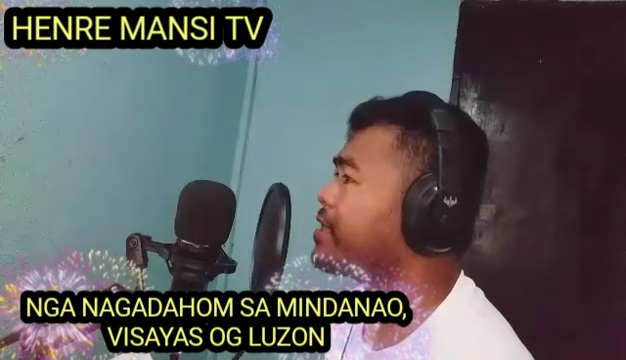 HENRE MANSI TV
NGA NAGADAHOM SA MINDANAO,
VISAYAS OG LUZON